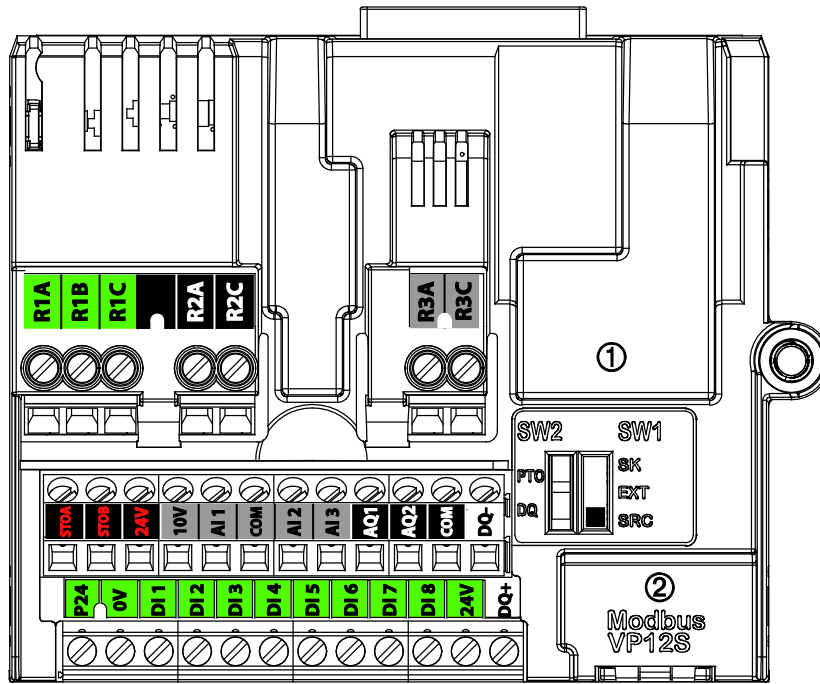 R1A R1B R1C R2A R2C R3A R3C
①
SW2 SW1
PTO SK
EXT
DQ SRC
STOA STOB 24V 10V AI1 COM AI2 AI3 AQ1 AQ2 COM DQ-
P24 0V DI1 DI2 DI3 DI4 DI5 DI6 DI7 DI8 24V DQ+
②
Modbus
VP12S